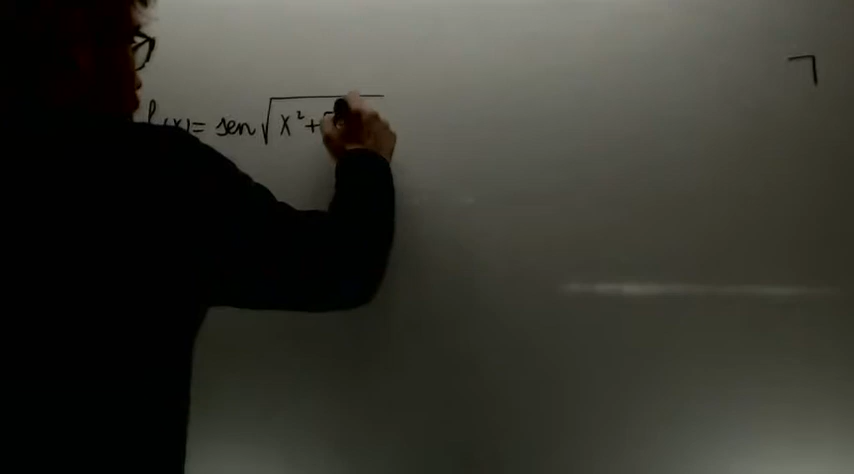 f(x) = sen √x² +